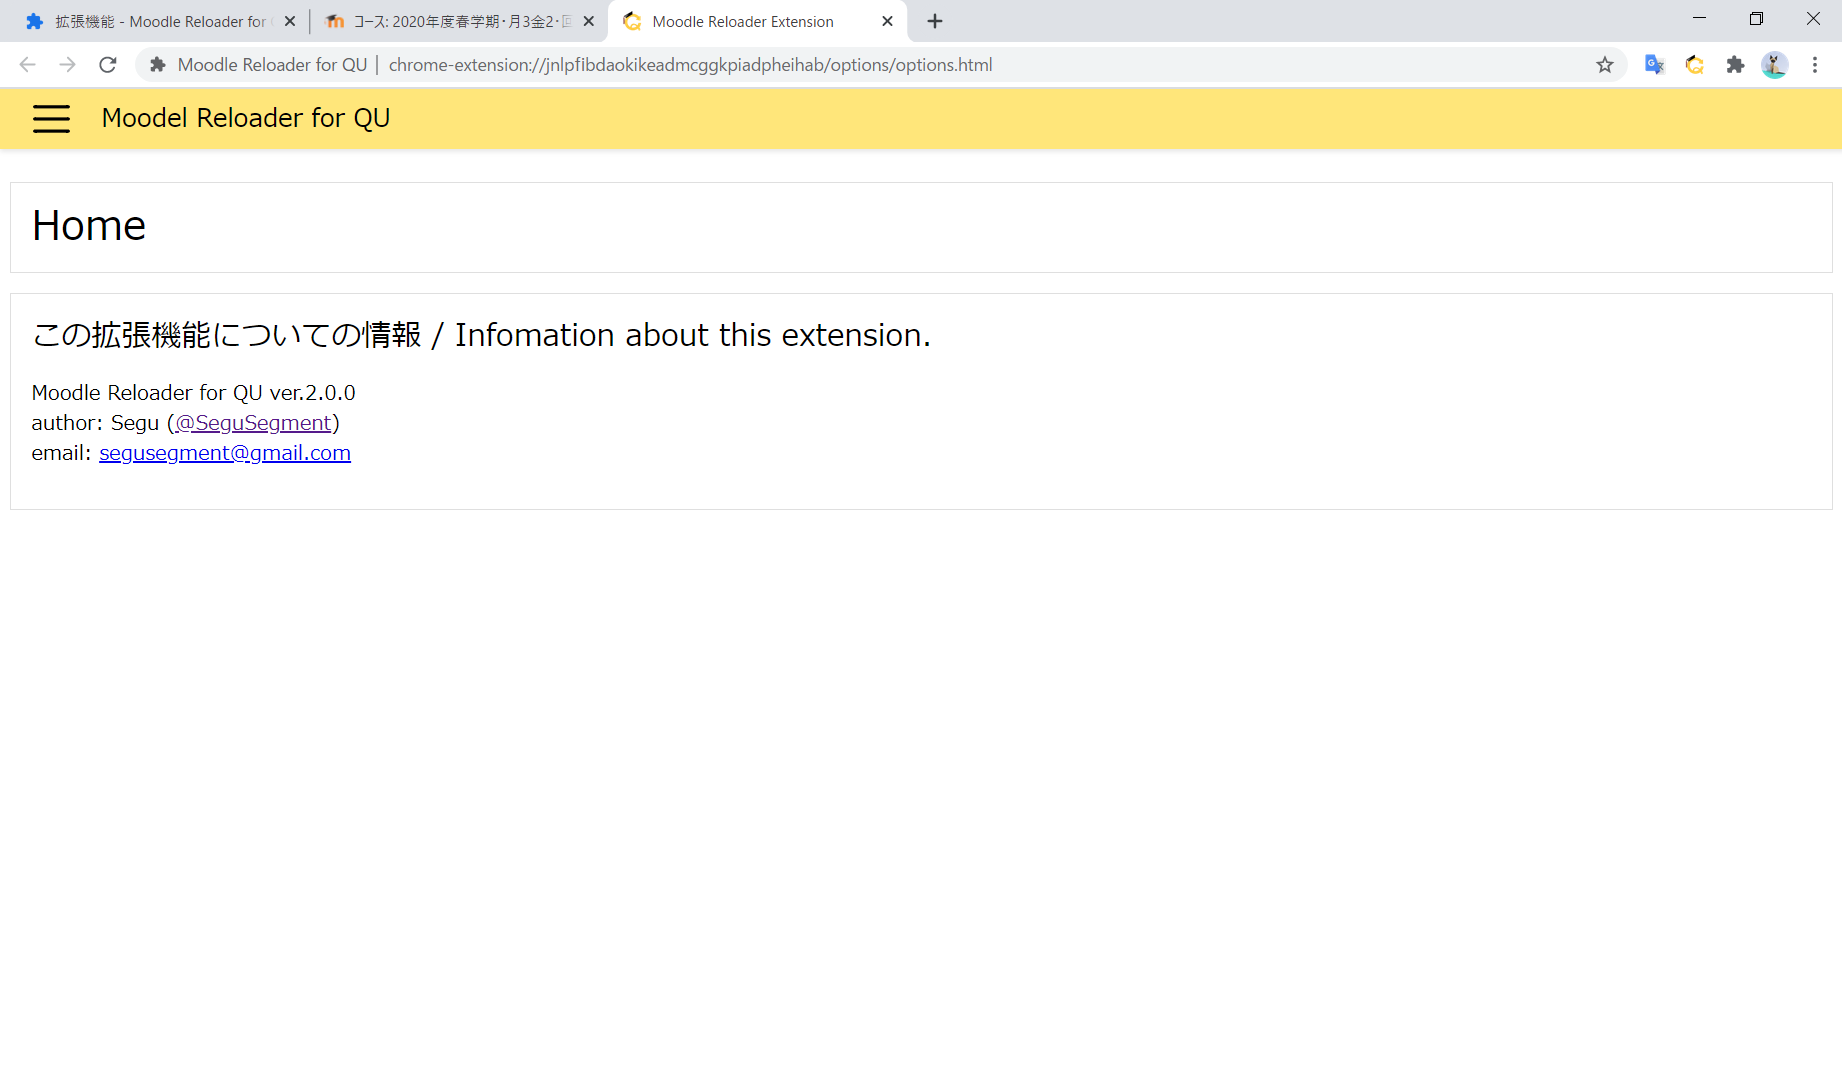 拡張機能 - Moodle Reloader for
コース: 2020年度春学期・月3金2・
Moodle Reloader Extension
Moodle Reloader for QU | chrome-extension://jnlpfibdaokikeadmcggkpiadpheihab/options/options.html
Moodel Reloader for QU
Home
この拡張機能についての情報 / Infomation about this extension.
Moodle Reloader for QU ver.2.0.0
author: Segu (@SeguSegment)
email: segusegment@gmail.com